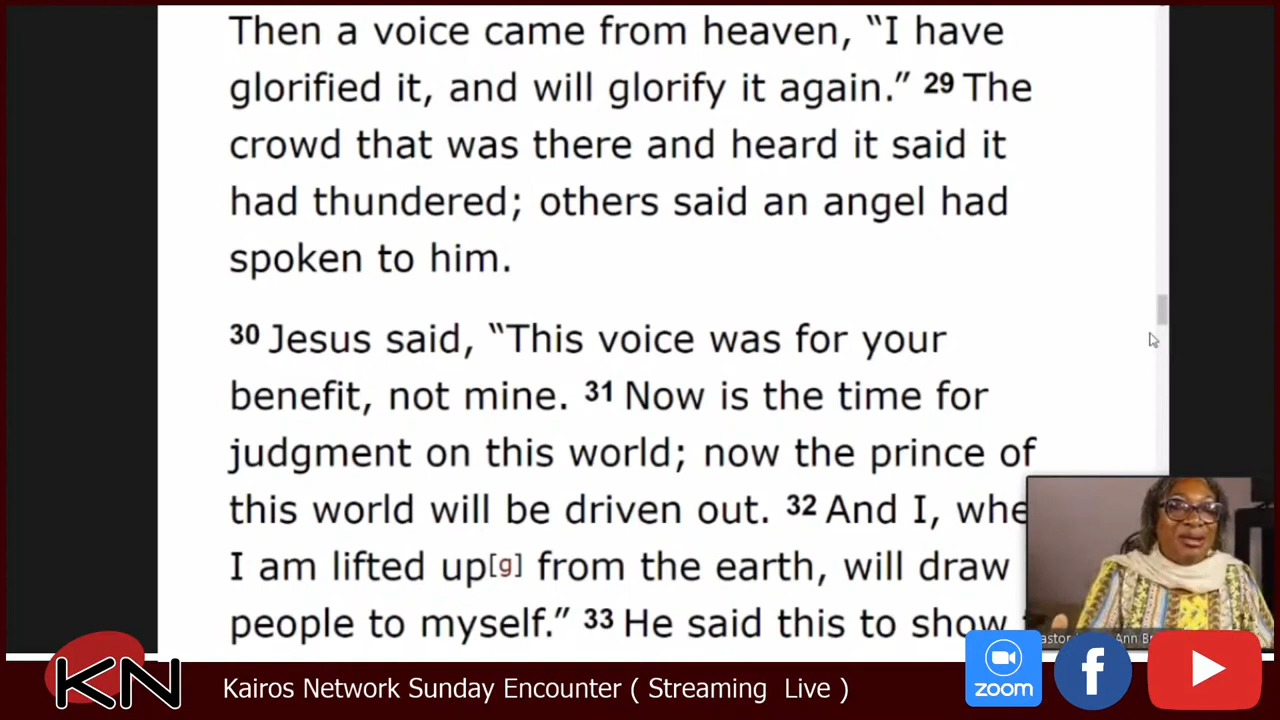 Then a voice came from heaven, “I have
glorified it, and will glorify it again.” 29 The
crowd that was there and heard it said it
had thundered; others said an angel had
spoken to him.
30 Jesus said, “This voice was for your
benefit, not mine. 31 Now is the time for
judgment on this world; now the prince of
this world will be driven out. 32 And I, whe
I am lifted up[g] from the earth, will draw
people to myself.” 33 He said this to show
Ann
KN
Kairos Network Sunday Encounter ( Streaming Live )
zoom
f